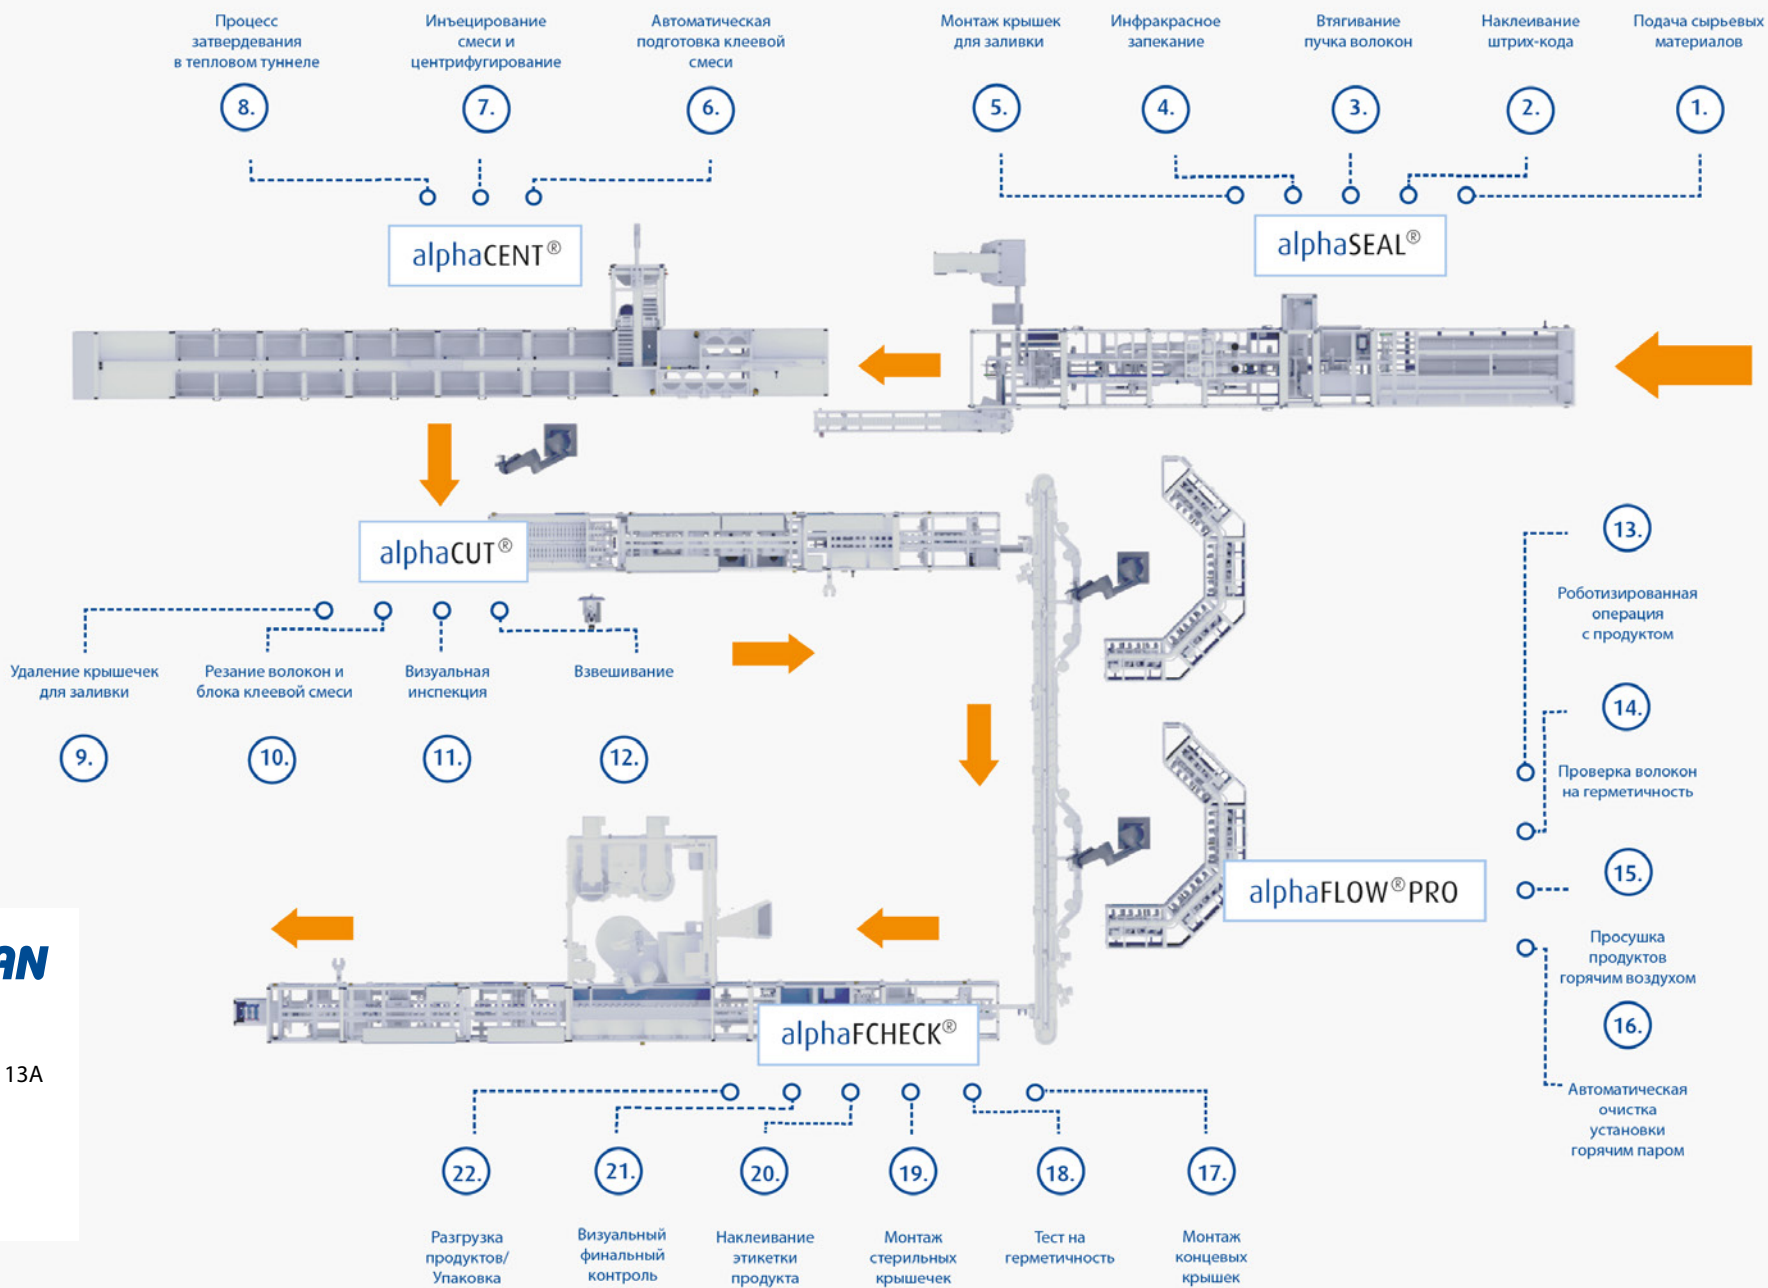 Процесс
затвердевания
в тепловом туннеле
8.
Инъецирование
смеси и
центрифугирование
7.
Автоматическая
подготовка клеевой
смеси
6.
Монтаж крышек
для заливки
5.
Инфракрасное
запекание
4.
Втягивание
пучка волокон
3.
Наклеивание
штрих-кода
2.
Подача сырьевых
материалов
1.
alphaCENT®
alphaSEAL®
alphaCUT®
Удаление крышечек
для заливки
9.
Резание волокон и
блока клеевой смеси
10.
Визуальная
инспекция
11.
Взвешивание
12.
13.
Роботизированная
операция
с продуктом
14.
Проверка волокон
на герметичность
15.
Просушка
продуктов
горячим воздухом
16.
Автоматическая
очистка
установки
горячим паром
alphaFLOW®PRO
AN
13A
alphaFCHECK®
22.
Разгрузка
продуктов/
Упаковка
21.
Визуальный
финальный
контроль
20.
Наклеивание
этикетки
продукта
19.
Монтаж
стерильных
крышечек
18.
Тест на
герметичность
17.
Монтаж
концевых
крышек